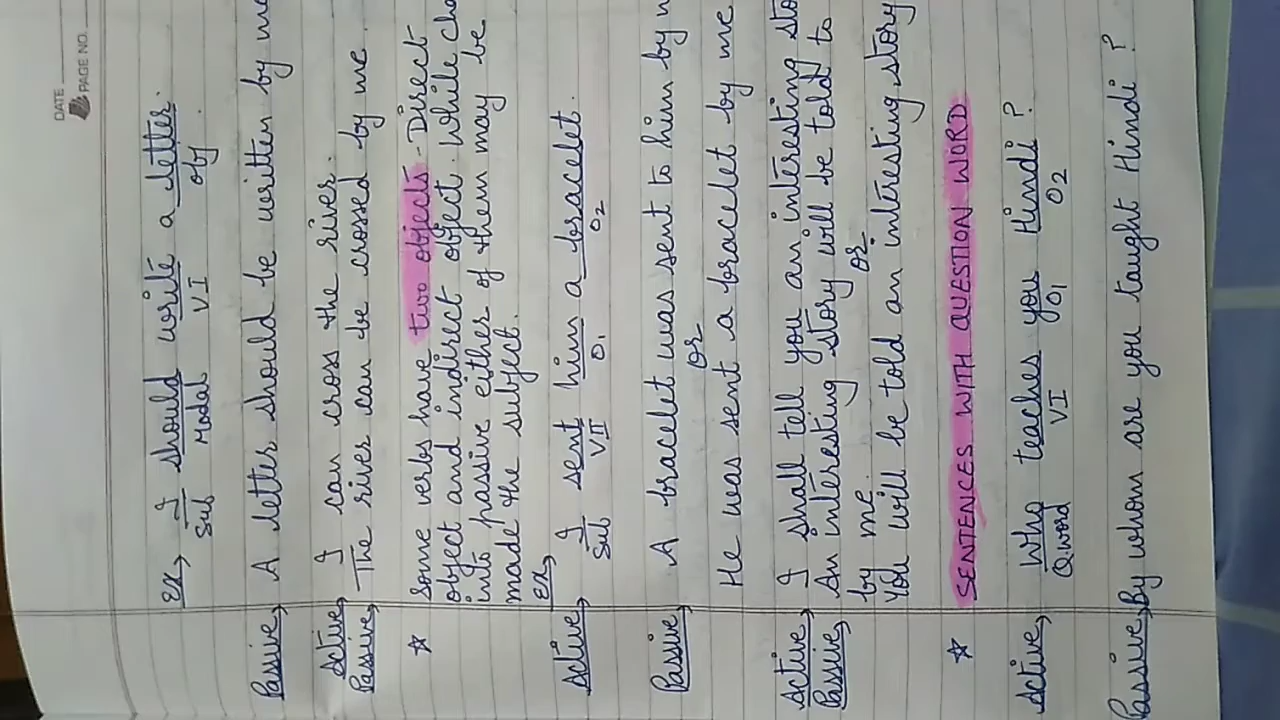 DATE
PAGE NO.
Ex, I should write a letter.
Sub Modal VI obj
Passive, A letter should be written by me
Active, I can cross the river.
Passive, The river can be crossed by me.
☆ Some verbs have two objects - Direct
object and indirect object. While
into passive either of them may be
made the subject.
Ex,
Active, I sent him a bracelet.
Sub VII O1 O2
Passive, A bracelet was sent to him by
or
He was sent a bracelet by me
Active, I shall tell you an interesting
Passive, An interesting story will be told to
by me. or
You will be told an interesting story
☆ SENTENCES WITH QUESTION WORD
Active, Who teaches you Hindi?
Qword VI O1 O2
Passive, By whom are you taught Hindi?